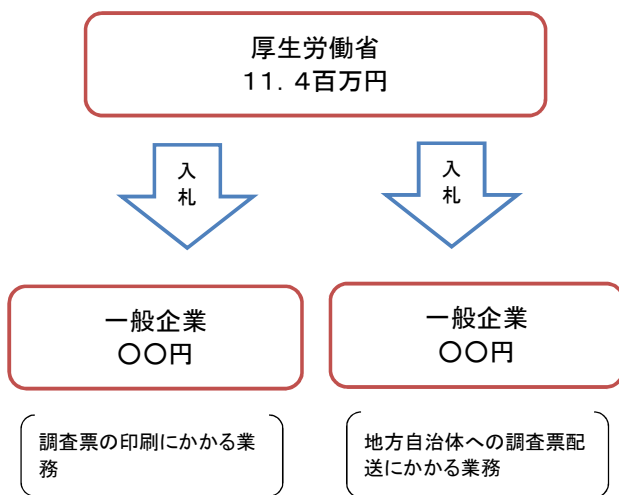 厚生労働省
11．4百万円
入
札
入
札
一般企業
〇〇円
一般企業
〇〇円
調査票の印刷にかかる業
務
地方自治体への調査票配
送にかかる業務